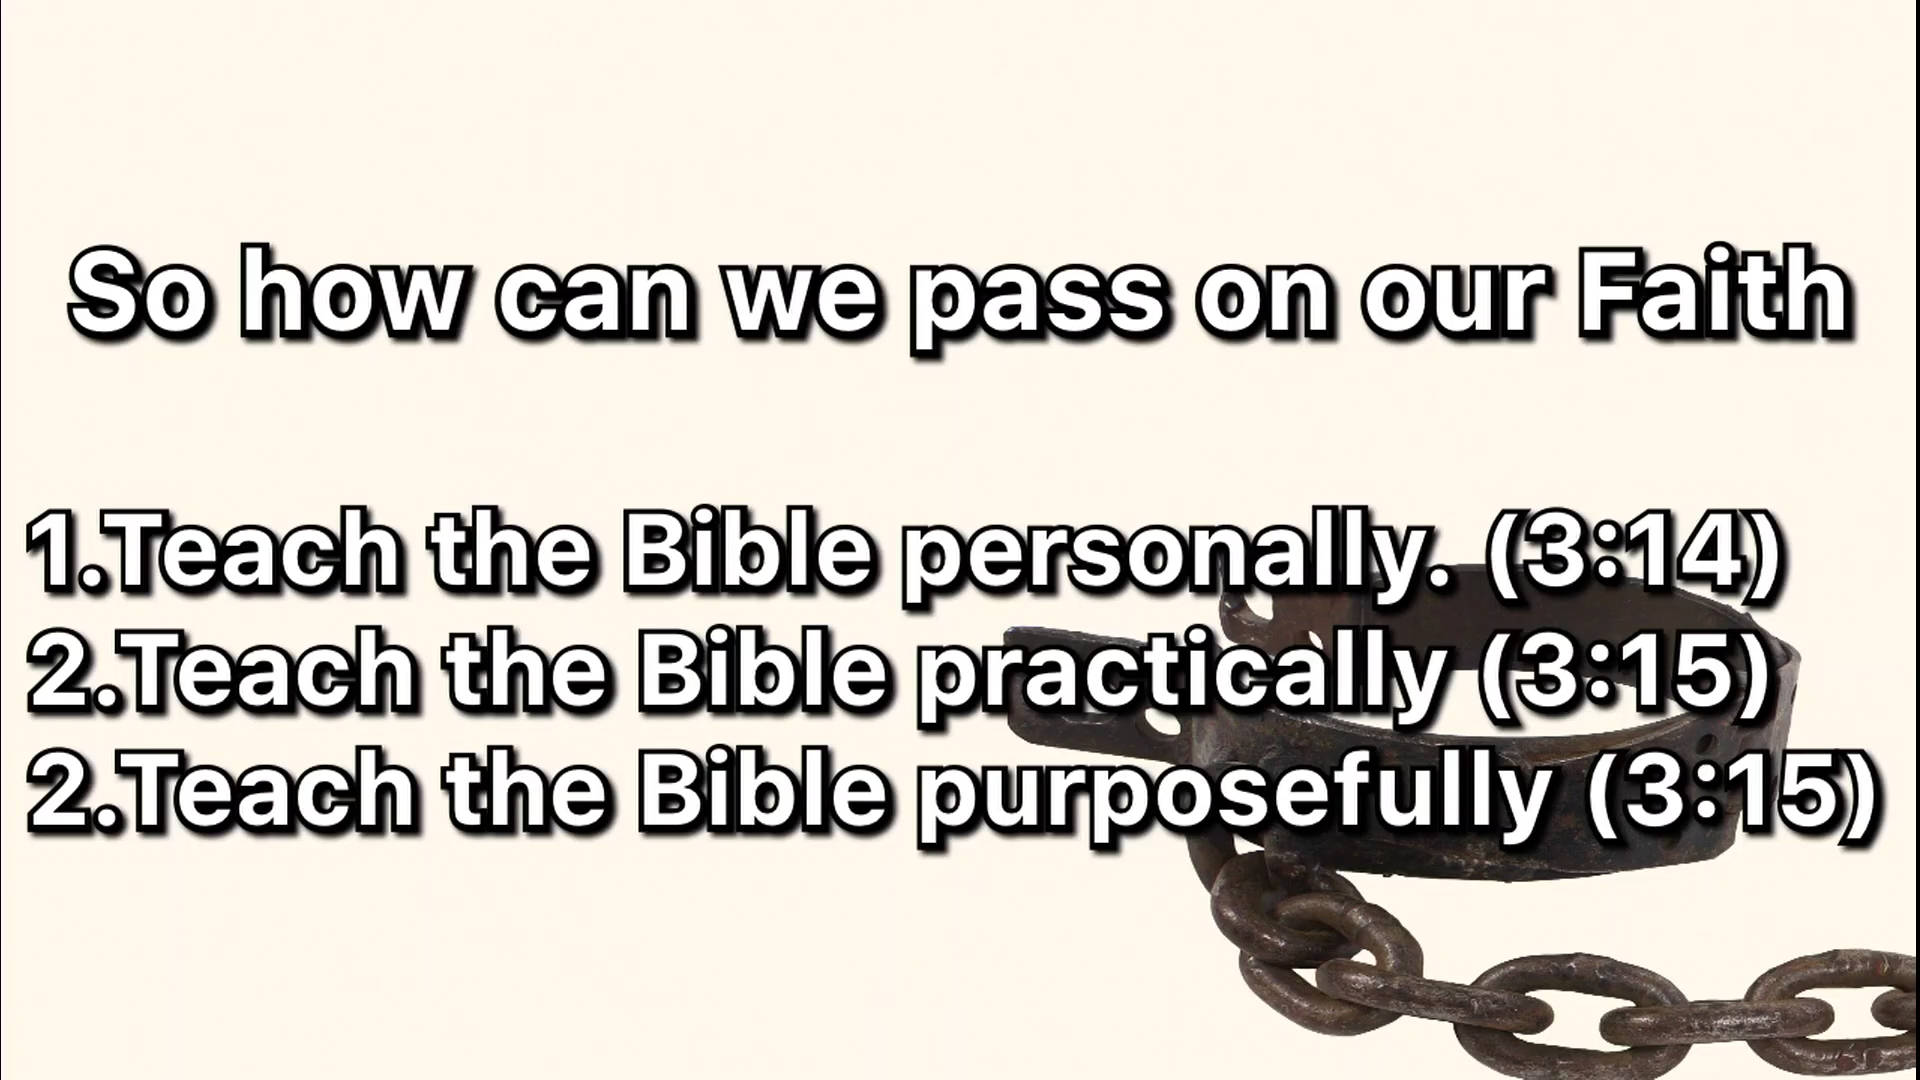 So how can we pass on our Faith
1.Teach the Bible personally. (3:14)
2.Teach the Bible practically (3:15)
2.Teach the Bible purposefully (3:15)